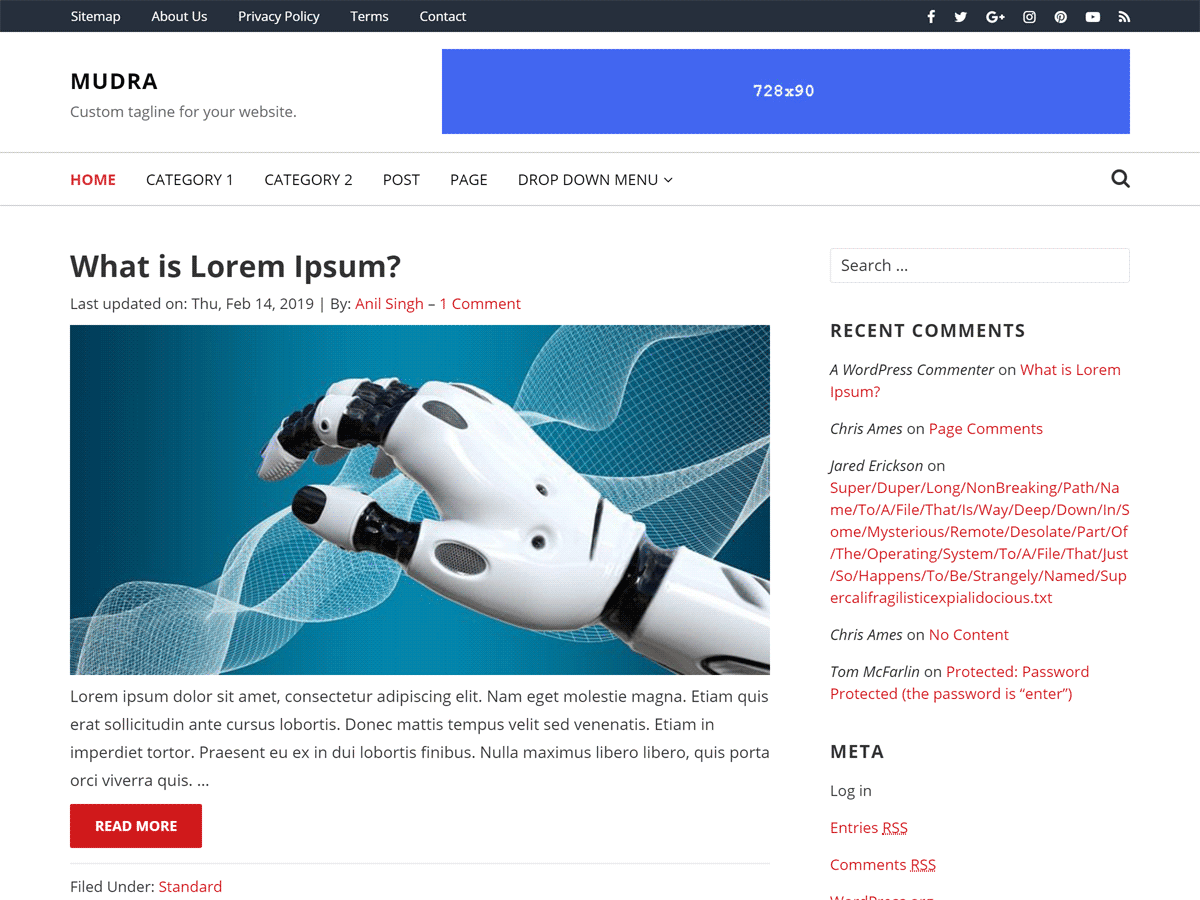 Sitemap About Us Privacy Policy Terms Contact
MUDRA
Custom tagline for your website.
728x90
HOME CATEGORY 1 CATEGORY 2 POST PAGE DROP DOWN MENU
What is Lorem Ipsum?
Last updated on: Thu, Feb 14, 2019 | By: Anil Singh – 1 Comment
Lorem ipsum dolor sit amet, consectetur adipiscing elit. Nam eget molestie magna. Etiam quis
erat sollicitudin ante cursus lobortis. Donec mattis tempus velit sed venenatis. Etiam in
imperdiet tortor. Praesent eu ex in dui lobortis finibus. Nulla maximus libero libero, quis porta
orci viverra quis. ...
READ MORE
Filed Under: Standard
Search ...
RECENT COMMENTS
A WordPress Commenter on What is Lorem
Ipsum?
Chris Ames on Page Comments
Jared Erickson on
Super/Duper/Long/NonBreaking/Path/Na
me/To/A/File/That/Is/Way/Deep/Down/In/S
ome/Mysterious/Remote/Desolate/Part/Of
/The/Operating/System/To/A/File/That/Just
/So/Happens/To/Be/Strangely/Named/Sup
ercalifragilisticexpialidocious.txt
Chris Ames on No Content
Tom McFarlin on Protected: Password
Protected (the password is “enter”)
META
Log in
Entries RSS
Comments RSS
WordPress.org